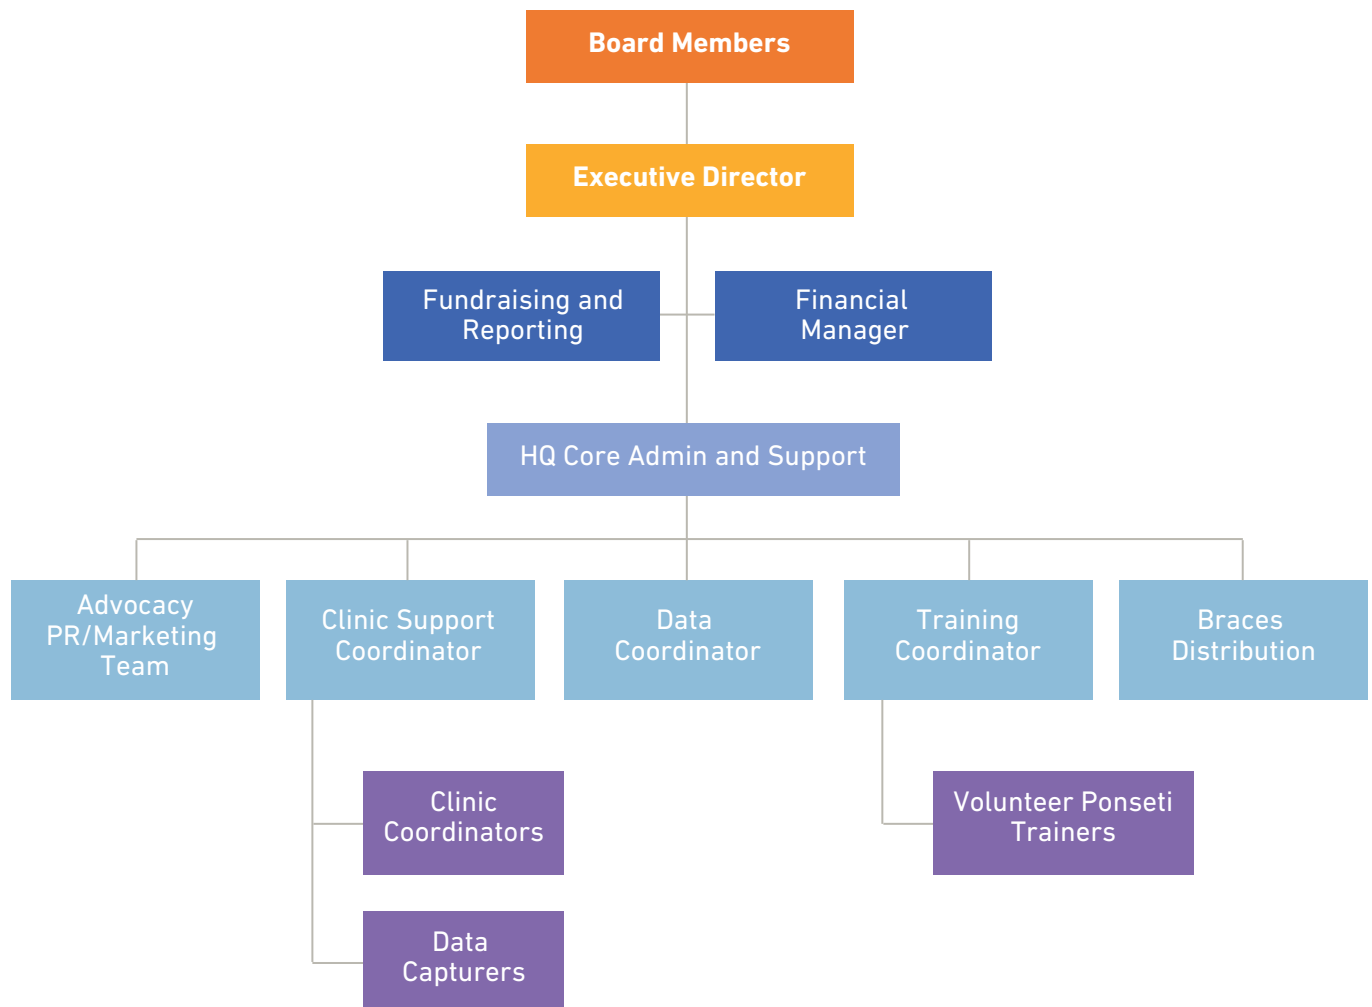 Board Members
Executive Director
Fundraising and
Reporting
Financial
Manager
HQ Core Admin and Support
Advocacy
PR/Marketing
Team
Clinic Support
Coordinator
Data
Coordinator
Training
Coordinator
Braces
Distribution
Clinic
Coordinators
Volunteer Ponseti
Trainers
Data
Capturers